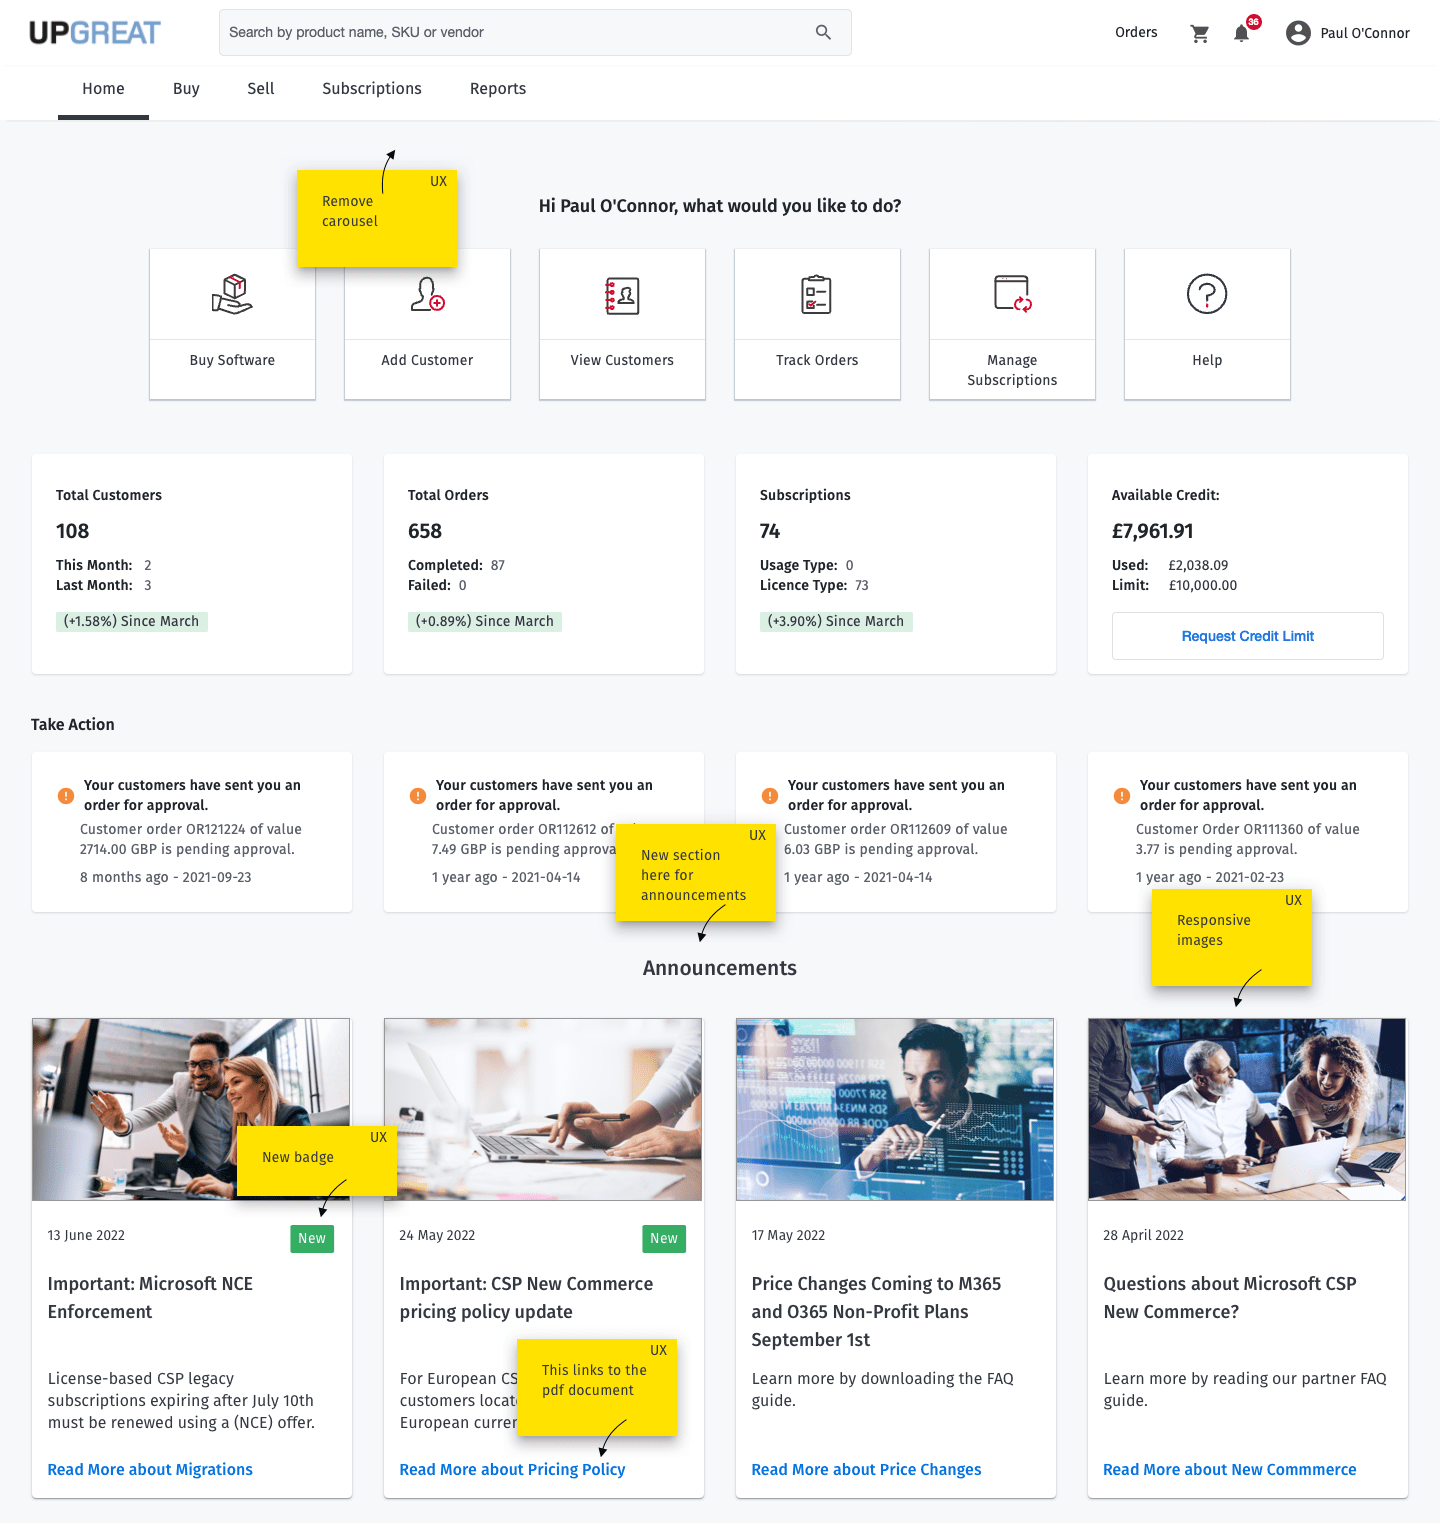 UPGREAT
Search by product name, SKU or vendor
Orders
36
Paul O'Connor
Home
Buy
Sell
Subscriptions
Reports
UX
Remove
carousel
Hi Paul O'Connor, what would you like to do?
Buy Software
Add Customer
View Customers
Track Orders
Manage
Subscriptions
Help
Total Customers
108
This Month: 2
Last Month: 3
(+1.58%) Since March
Total Orders
658
Completed: 87
Failed: 0
(+0.89%) Since March
Subscriptions
74
Usage Type: 0
Licence Type: 73
(+3.90%) Since March
Available Credit:
£7,961.91
Used: £2,038.09
Limit: £10,000.00
Request Credit Limit
Take Action
Your customers have sent you an
order for approval.
Customer order OR121224 of value
2714.00 GBP is pending approval.
8 months ago - 2021-09-23
Your customers have sent you an
order for approval.
Customer order OR112612 of
7.49 GBP is pending approva
1 year ago - 2021-04-14
UX
New section
here for
announcements
Your customers have sent you an
order for approval.
Customer order OR112609 of value
6.03 GBP is pending approval.
1 year ago - 2021-04-14
Your customers have sent you an
order for approval.
Customer Order OR111360 of value
3.77 is pending approval.
1 year ago - 2021-02-23
UX
Responsive
images
Announcements
UX
New badge
13 June 2022
New
Important: Microsoft NCE
Enforcement
License-based CSP legacy
subscriptions expiring after July 10th
must be renewed using a (NCE) offer.
Read More about Migrations
24 May 2022
New
Important: CSP New Commerce
pricing policy update
UX
This links to the
pdf document
For European CS
customers locat
European curren
Read More about Pricing Policy
17 May 2022
Price Changes Coming to M365
and O365 Non-Profit Plans
September 1st
Learn more by downloading the FAQ
guide.
Read More about Price Changes
28 April 2022
Questions about Microsoft CSP
New Commerce?
Learn more by reading our partner FAQ
guide.
Read More about New Commmerce